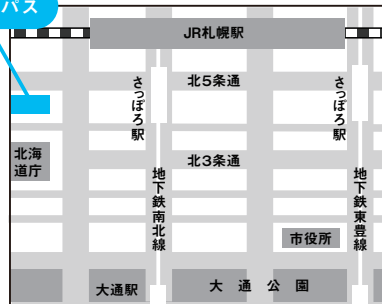 パス
JR札幌駅
さっぽろ駅
北5条通
さっぽろ駅
北海
道庁
北3条通
地下鉄南北線
地下鉄東豊線
市役所
大通駅
大通公園